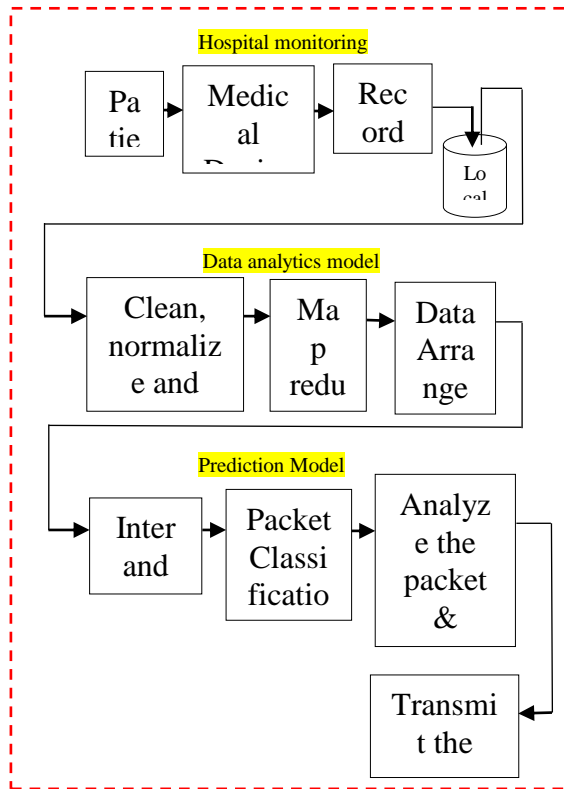 Hospital monitoring
Pa
tie
Medic
al
Rec
ord
Lo
cal
Data analytics model
Clean,
normaliz
e and
Ma
p
redu
Data
Arra
nge
Prediction Model
Inter
and
Packet
Classi
ficatio
Analyz
e the
packet
&
Transmi
t the